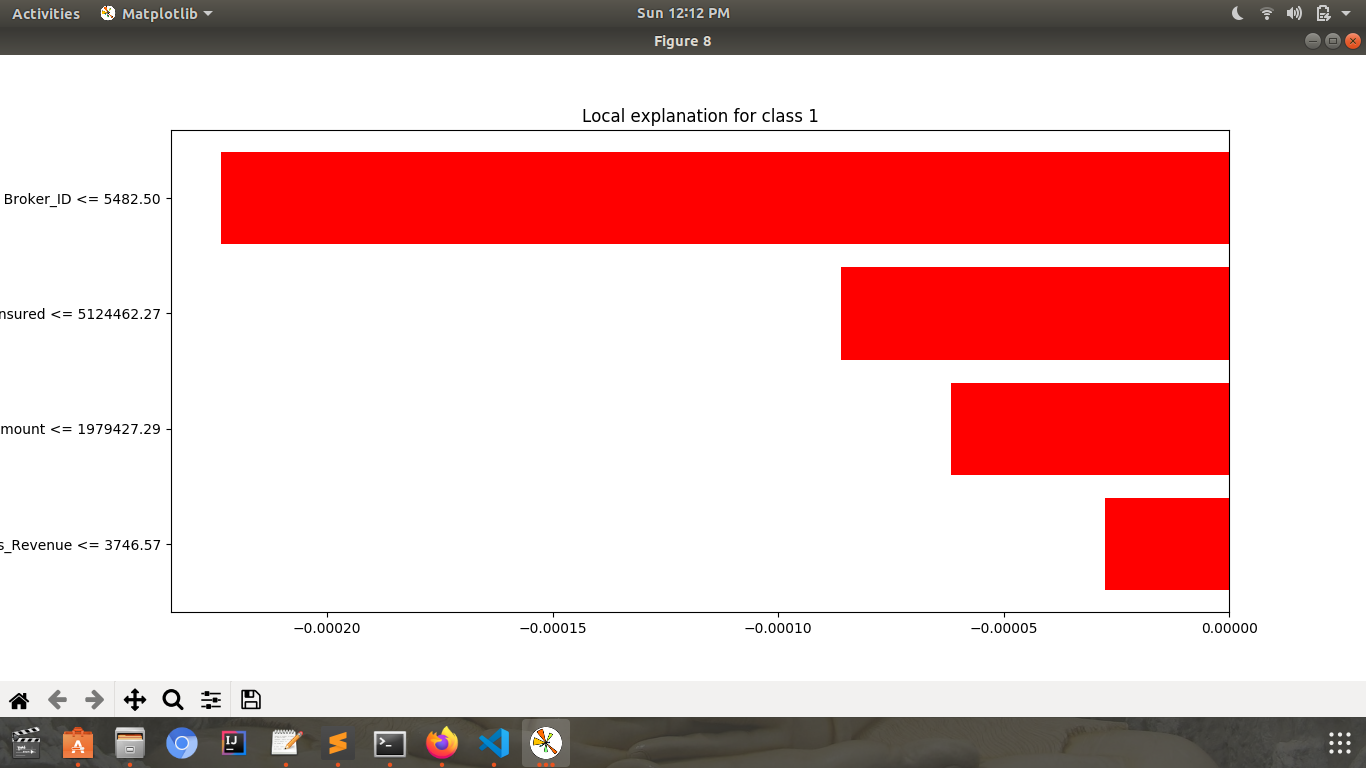 Activities Matplotlib Sun 12:12 PM
Figure 8
Local explanation for class 1
Broker_ID <= 5482.50
nsured <= 5124462.27
mount <= 1979427.29
s_Revenue <= 3746.57
−0.00020 −0.00015 −0.00010 −0.00005 0.00000
IJ